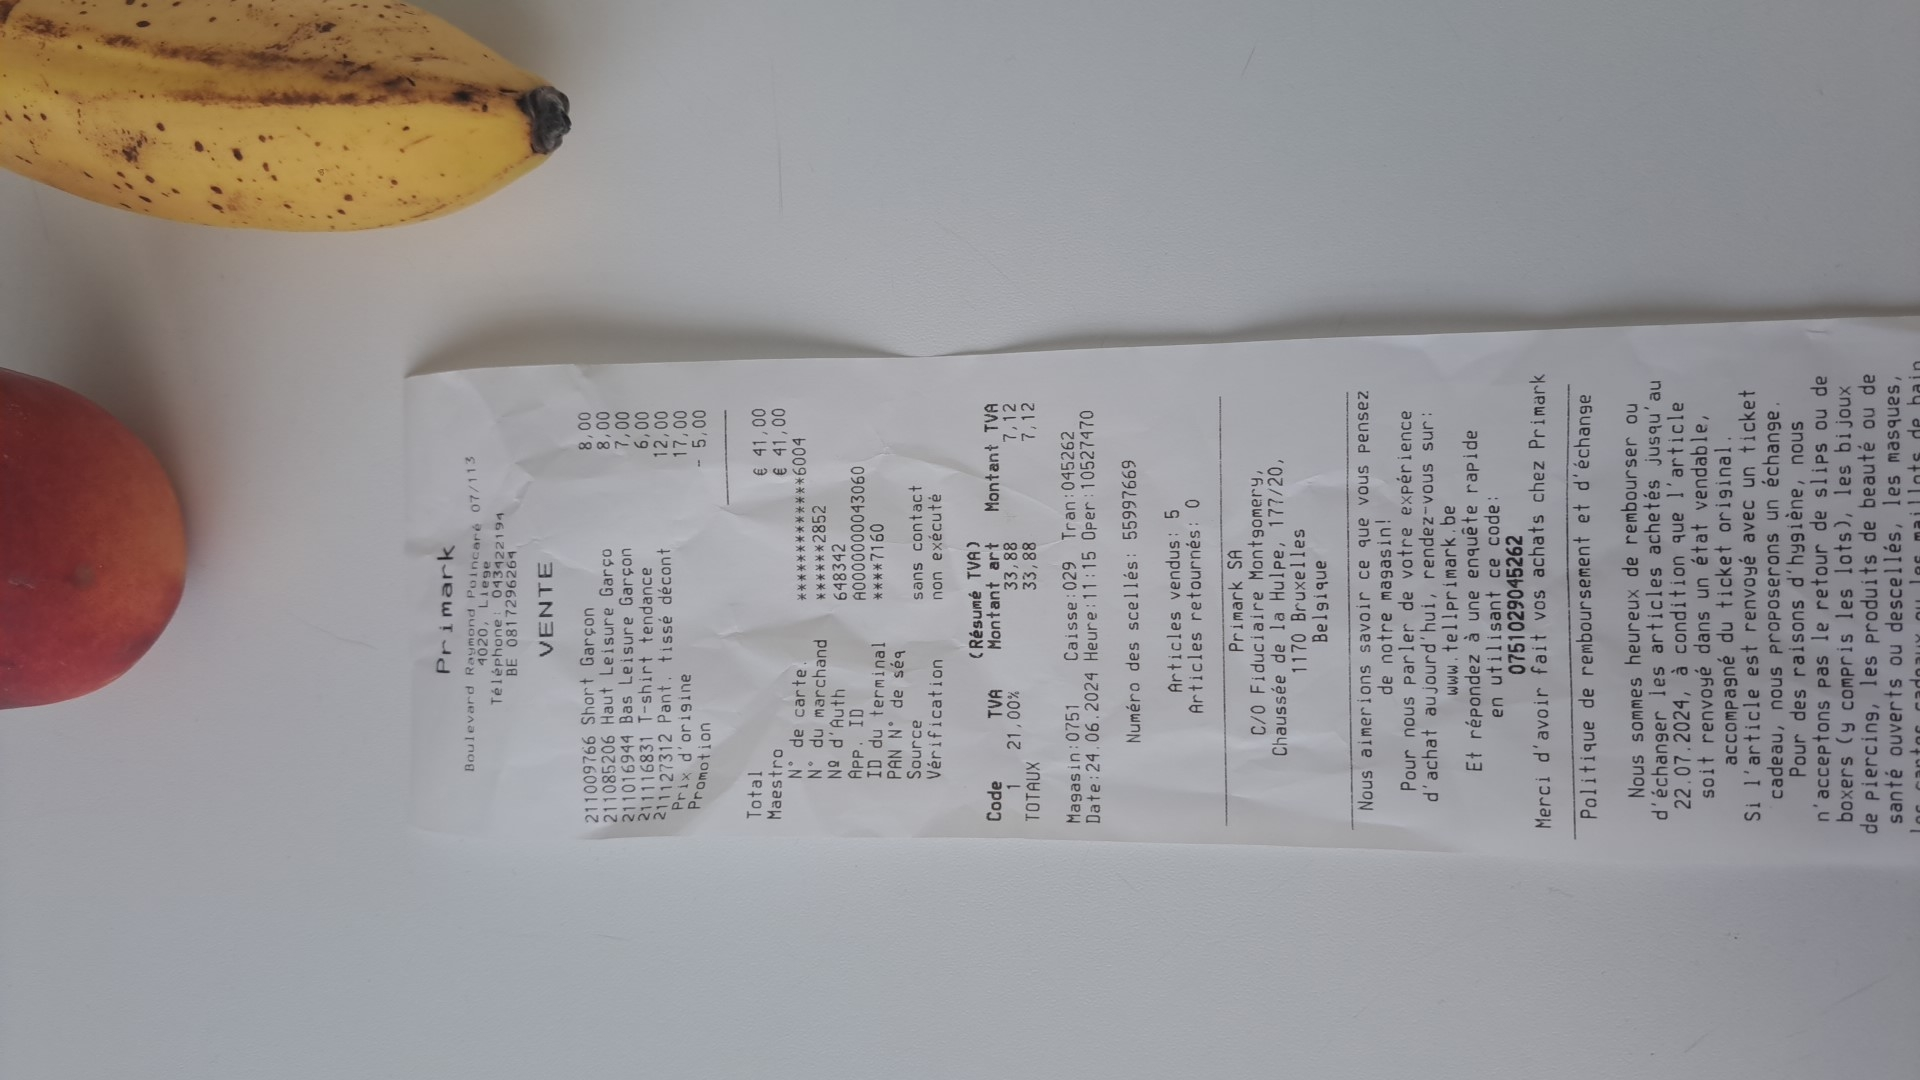 Primark
Boulevard Raymond Poincaré 07/13
4020, Liege
Téléphone : 043422194
BE 0817296264
VENTE
211009766 Short Garçon 8,00
211085206 Haut Leisure Garço 8,00
211016944 Bas Leisure Garçon 7,00
211116831 T-shirt tendance 6,00
211127312 Pant. tissé décont 12,00
Prix d'origine 17,00
Promotion - 5,00
Total € 41,00
Maestro € 41,00
N° de carte. ***************6004
N° du marchand ******2852
Nº d'Auth 648342
App. ID A0000000043060
ID du terminal ****7160
PAN N° de séq
Source sans contact
Vérification non exécuté
(Résumé TVA)
Code TVA Montant art Montant TVA
1 21,00% 33,88 7,12
TOTAUX 33,88 7,12
Magasin:0751 Caisse:029 Tran:045262
Date:24.06.2024 Heure:11:15 Oper:10527470
Numéro des scellés: 55997669
Articles vendus: 5
Articles retournés: 0
Primark SA
C/O Fiduciaire Montgomery,
Chaussée de la Hulpe, 177/20,
1170 Bruxelles
Belgique
Nous aimerions savoir ce que vous pensez
de notre magasin!
Pour nous parler de votre expérience
d'achat aujourd'hui, rendez-vous sur:
www.tellprimark.be
Et répondez à une enquête rapide
en utilisant ce code:
0751029045262
Merci d'avoir fait vos achats chez Primark
Politique de remboursement et d'échange
Nous sommes heureux de rembourser ou
d'échanger les articles achetés jusqu'au
22.07.2024, à condition que l'article
soit renvoyé dans un état vendable,
accompagné du ticket original.
Si l'article est renvoyé avec un ticket
cadeau, nous proposerons un échange.
Pour des raisons d'hygiène, nous
n'acceptons pas le retour de slips ou de
boxers (y compris les lots), les bijoux
de piercing, les produits de beauté ou de
santé ouverts ou descellés, les masques,
les cartes cadeaux ou les maillots de bain